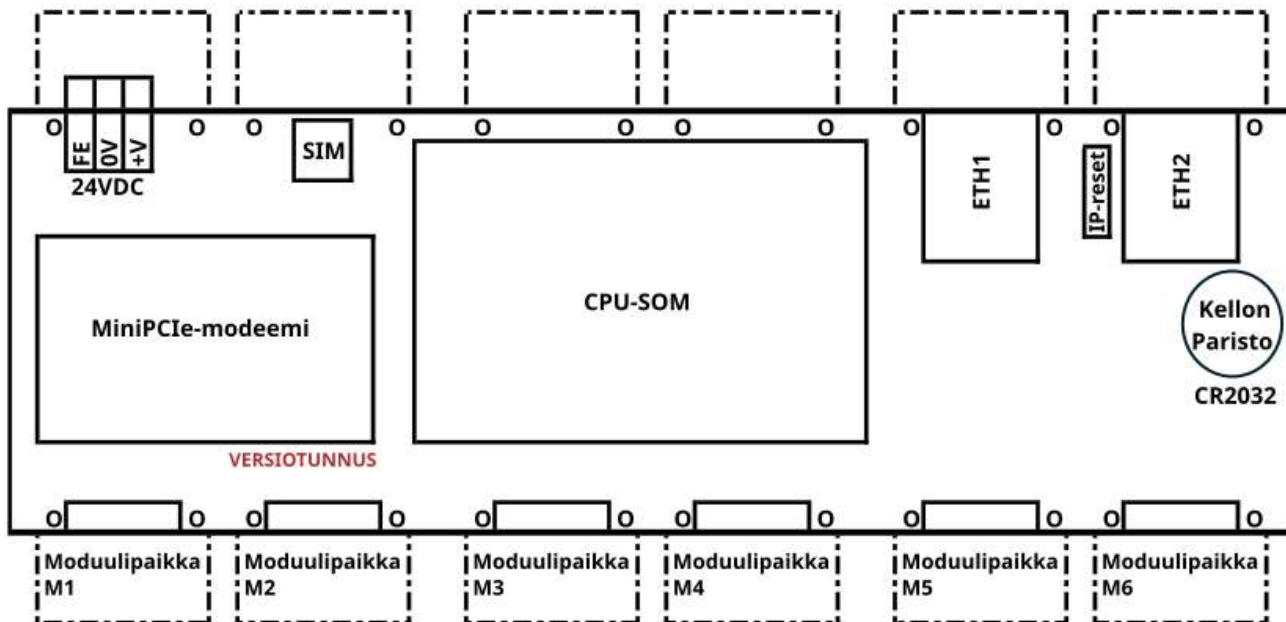 O O O O O O O O O O O O
FE 0V +V
24VDC
SIM
ETH1
IP-reset
ETH2
MiniPCIe-modeemi
CPU-SOM
Kellon
Paristo
CR2032
VERSIOTUNNUS
O O O O O O O O O O O O
Moduulipaikka
M1
Moduulipaikka
M2
Moduulipaikka
M3
Moduulipaikka
M4
Moduulipaikka
M5
Moduulipaikka
M6